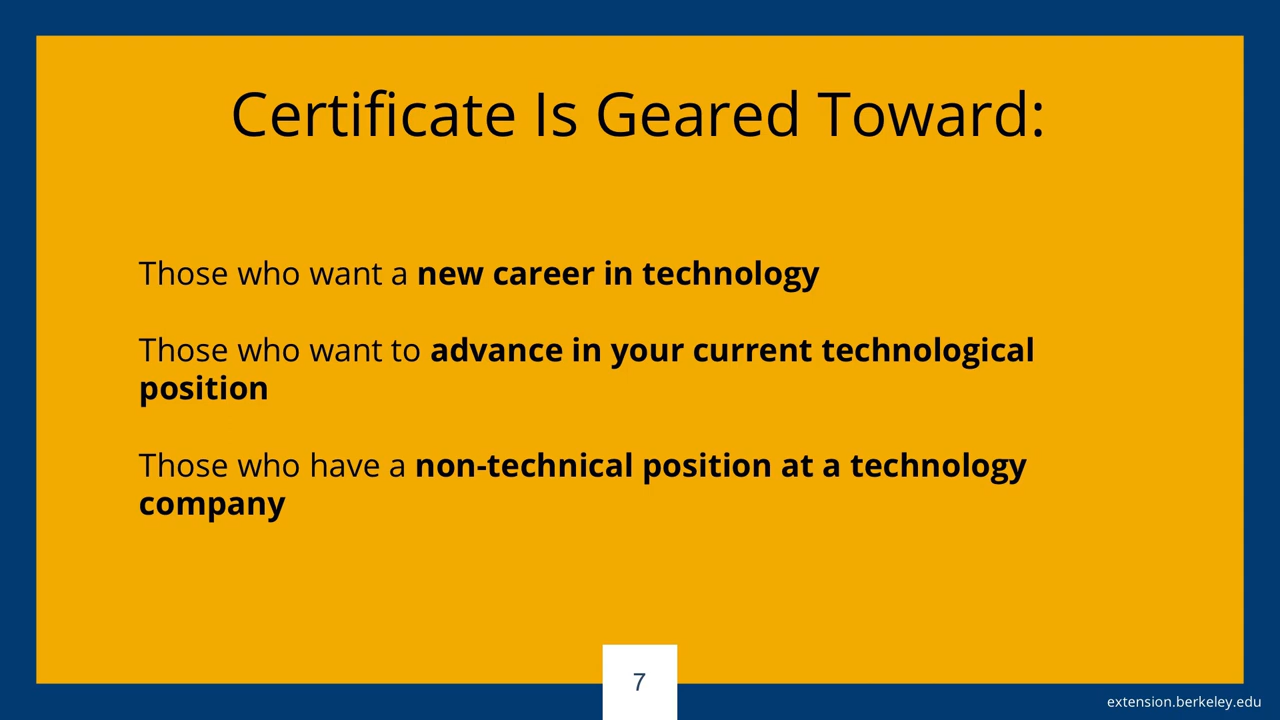 Certificate Is Geared Toward:
Those who want a new career in technology
Those who want to advance in your current technological
position
Those who have a non-technical position at a technology
company
7
extension.berkeley.edu